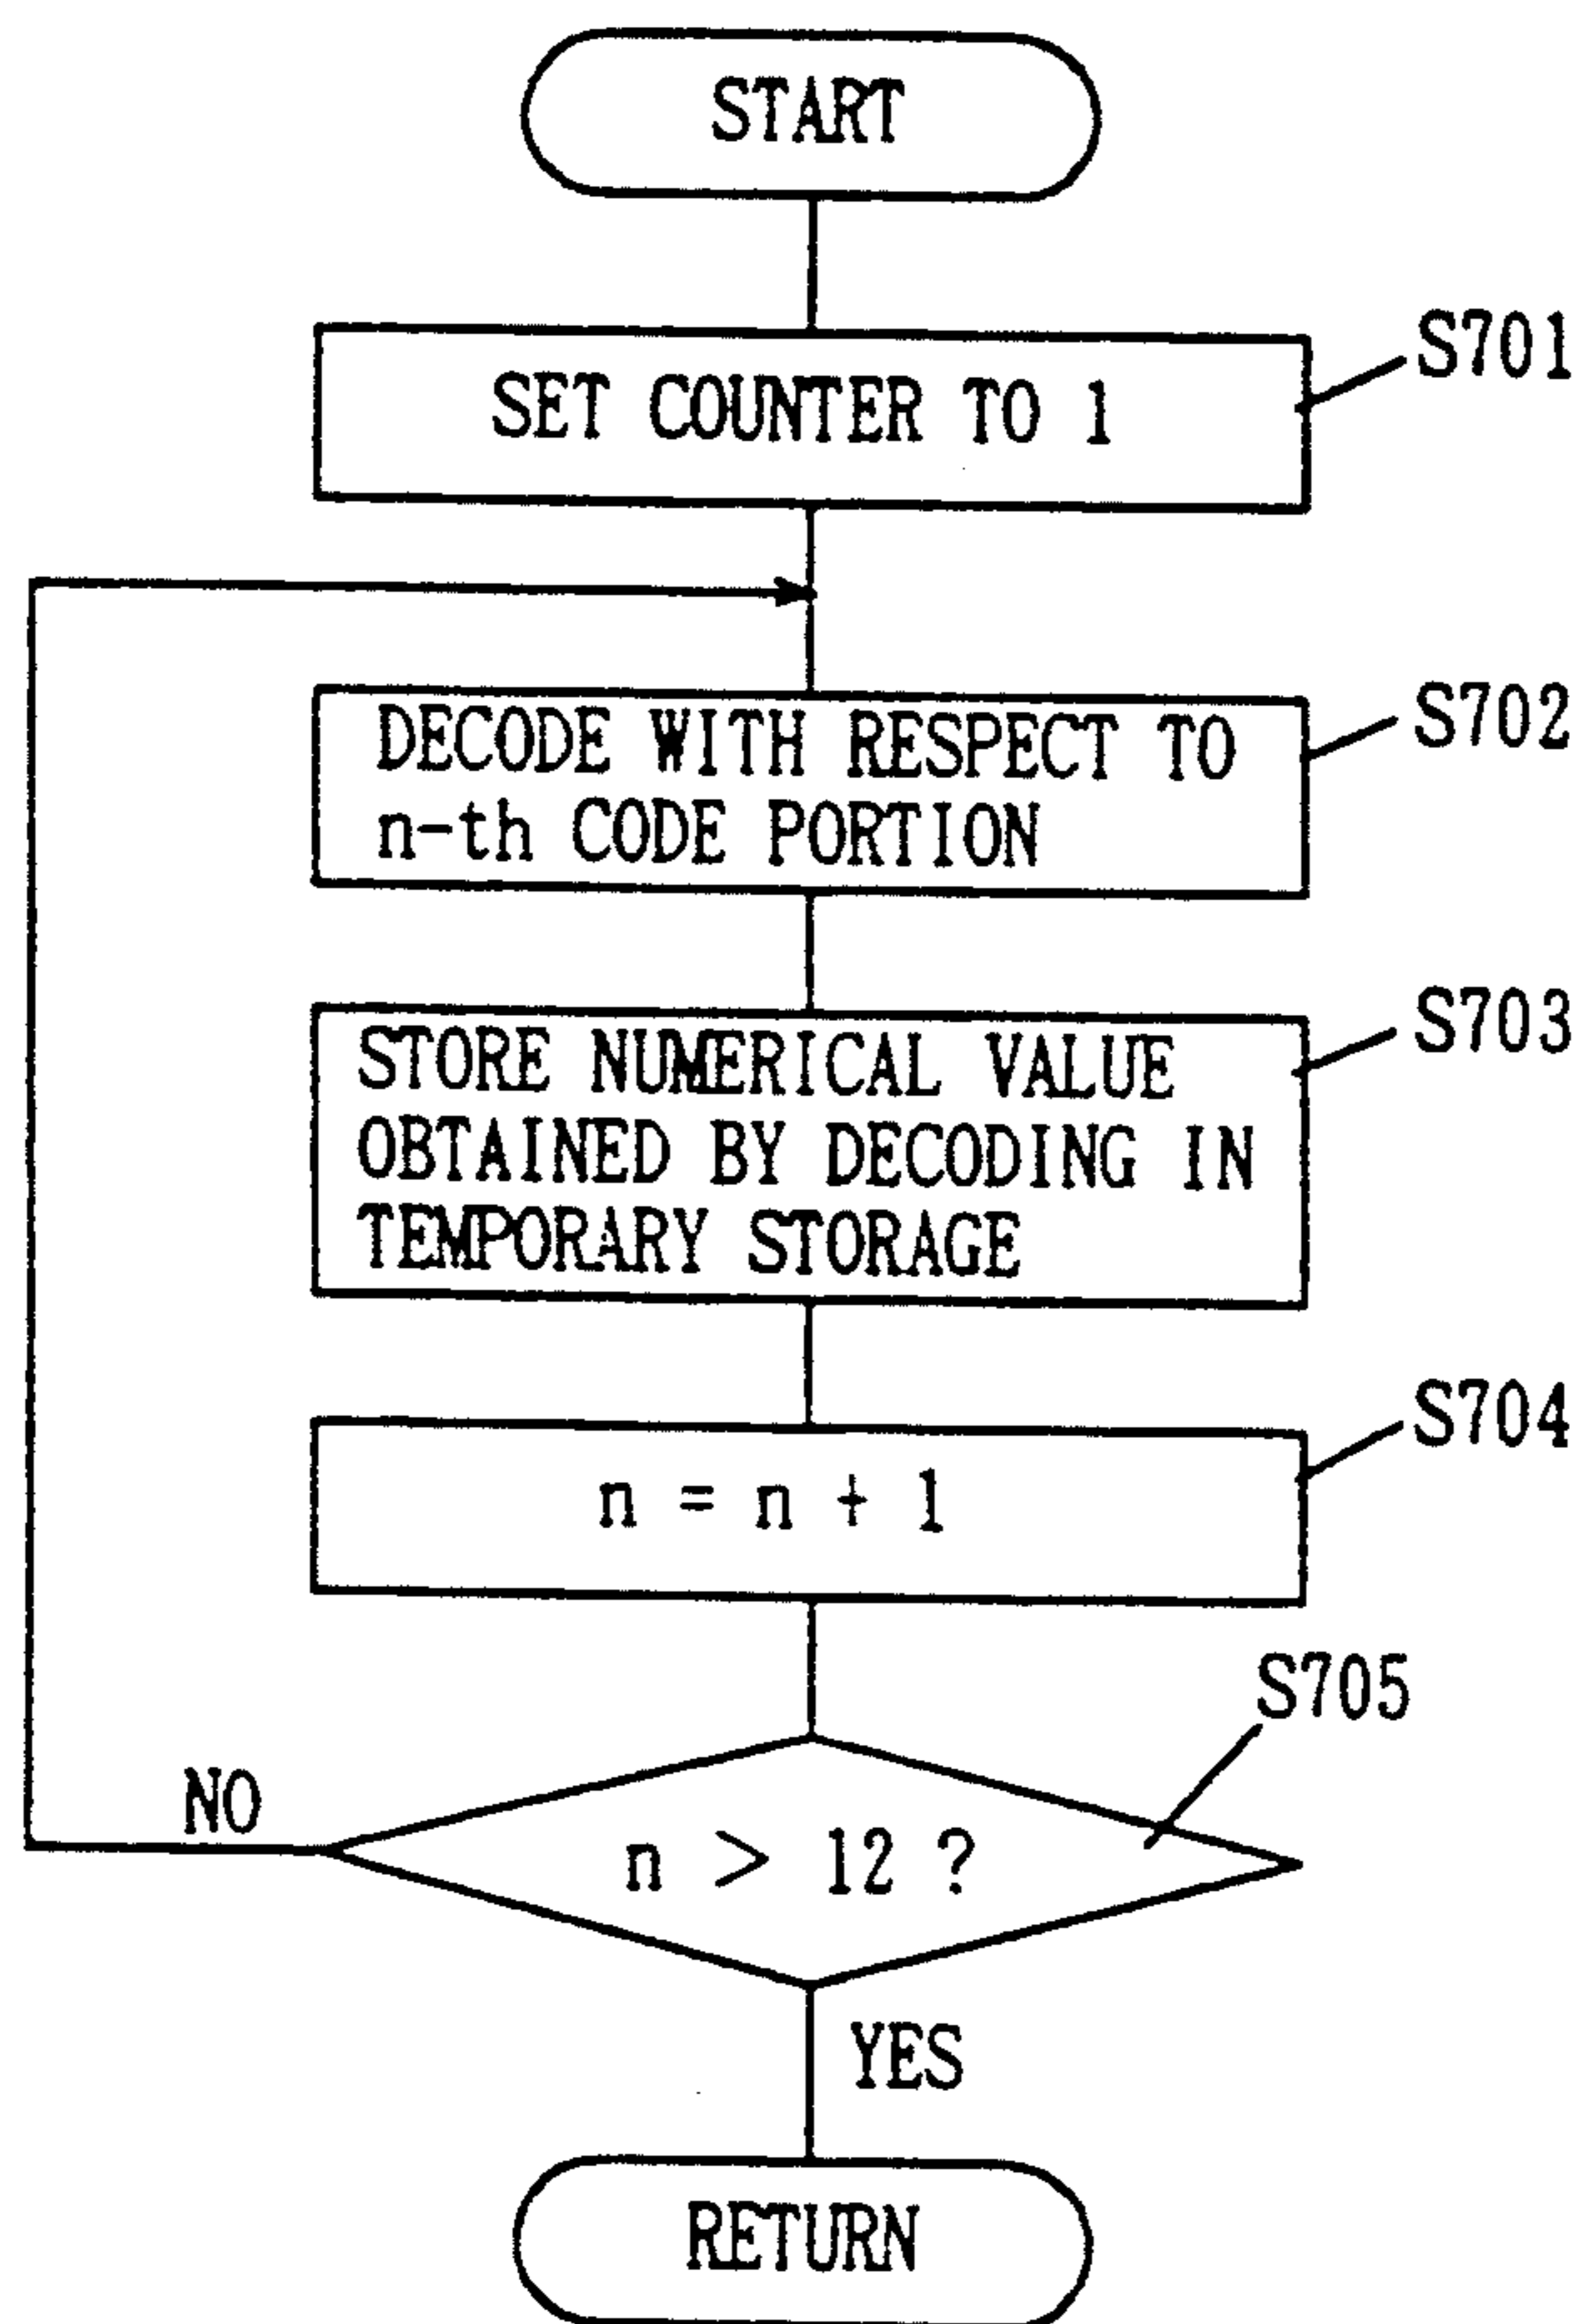 START
SET COUNTER TO 1
S701
DECODE WITH RESPECT TO
n-th CODE PORTION
S702
STORE NUMERICAL VALUE
OBTAINED BY DECODING IN
TEMPORARY STORAGE
S703
n = n + 1
S704
n > 12 ?
S705
NO
YES
RETURN